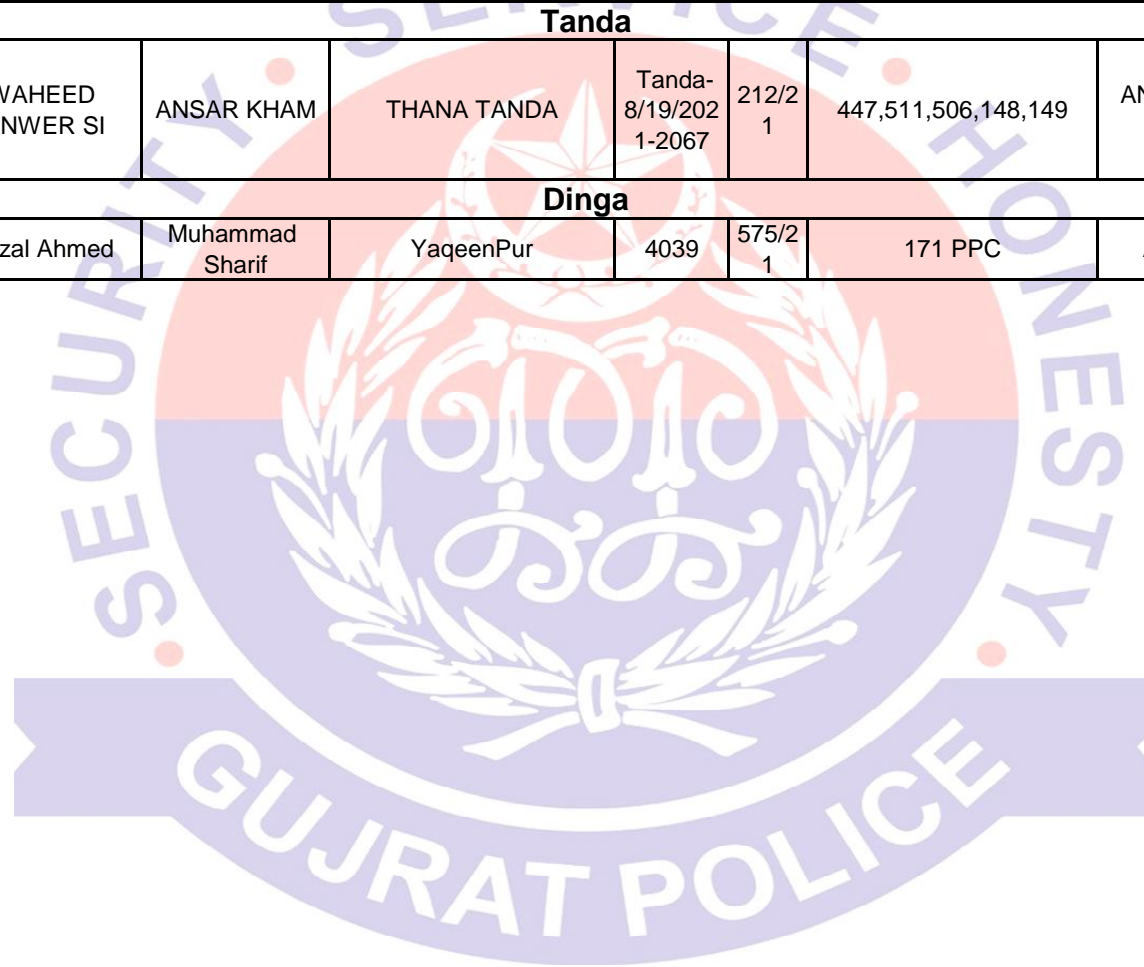 Tanda
WAHEED
NWER SI
ANSAR KHAM
THANA TANDA
Tanda-
8/19/202
1-2067
212/2
1
447,511,506,148,149
Dinga
zal Ahmed
Muhammad
Sharif
YaqeenPur
4039
575/2
1
171 PPC
SECURITY • SERVICE • HONESTY
GUJRAT POLICE